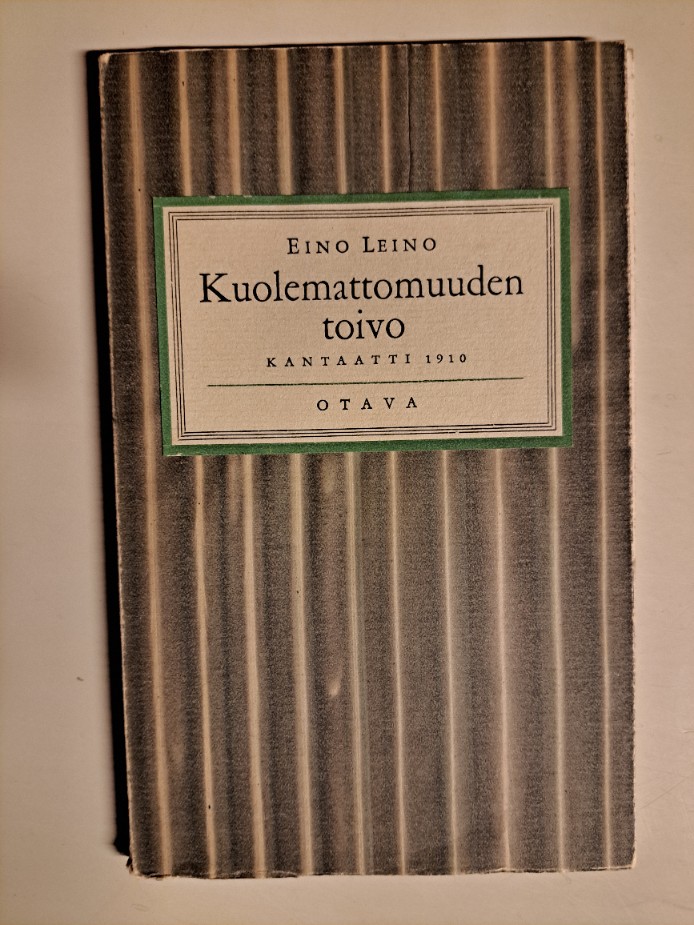 EINO LEINO
Kuolemattomuuden
toivo
KANTAATTI 1910
OTAVA